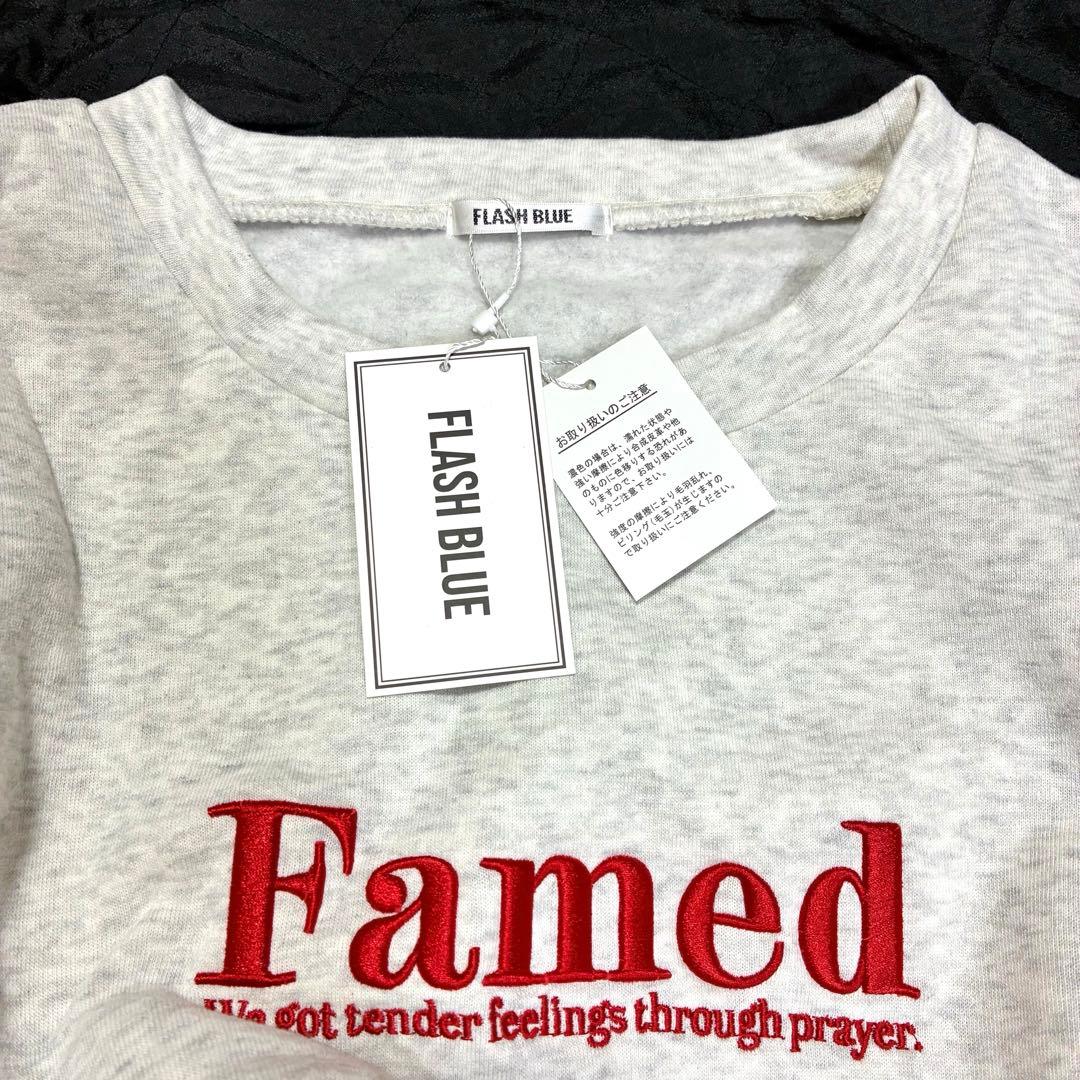 FLASH BLUE
FLASH BLUE
お取り扱いのご注意
濃色の場合は、濡れた状態や
強い摩擦により合成皮革や他
のものに色移りする恐れがあ
りますので、お取り扱いには
十分ご注意下さい。
強度の摩擦により毛羽乱れ、
ピリング(毛玉)が生じますの
で取り扱いにご注意ください。
Famed
We got tender feelings through prayer.